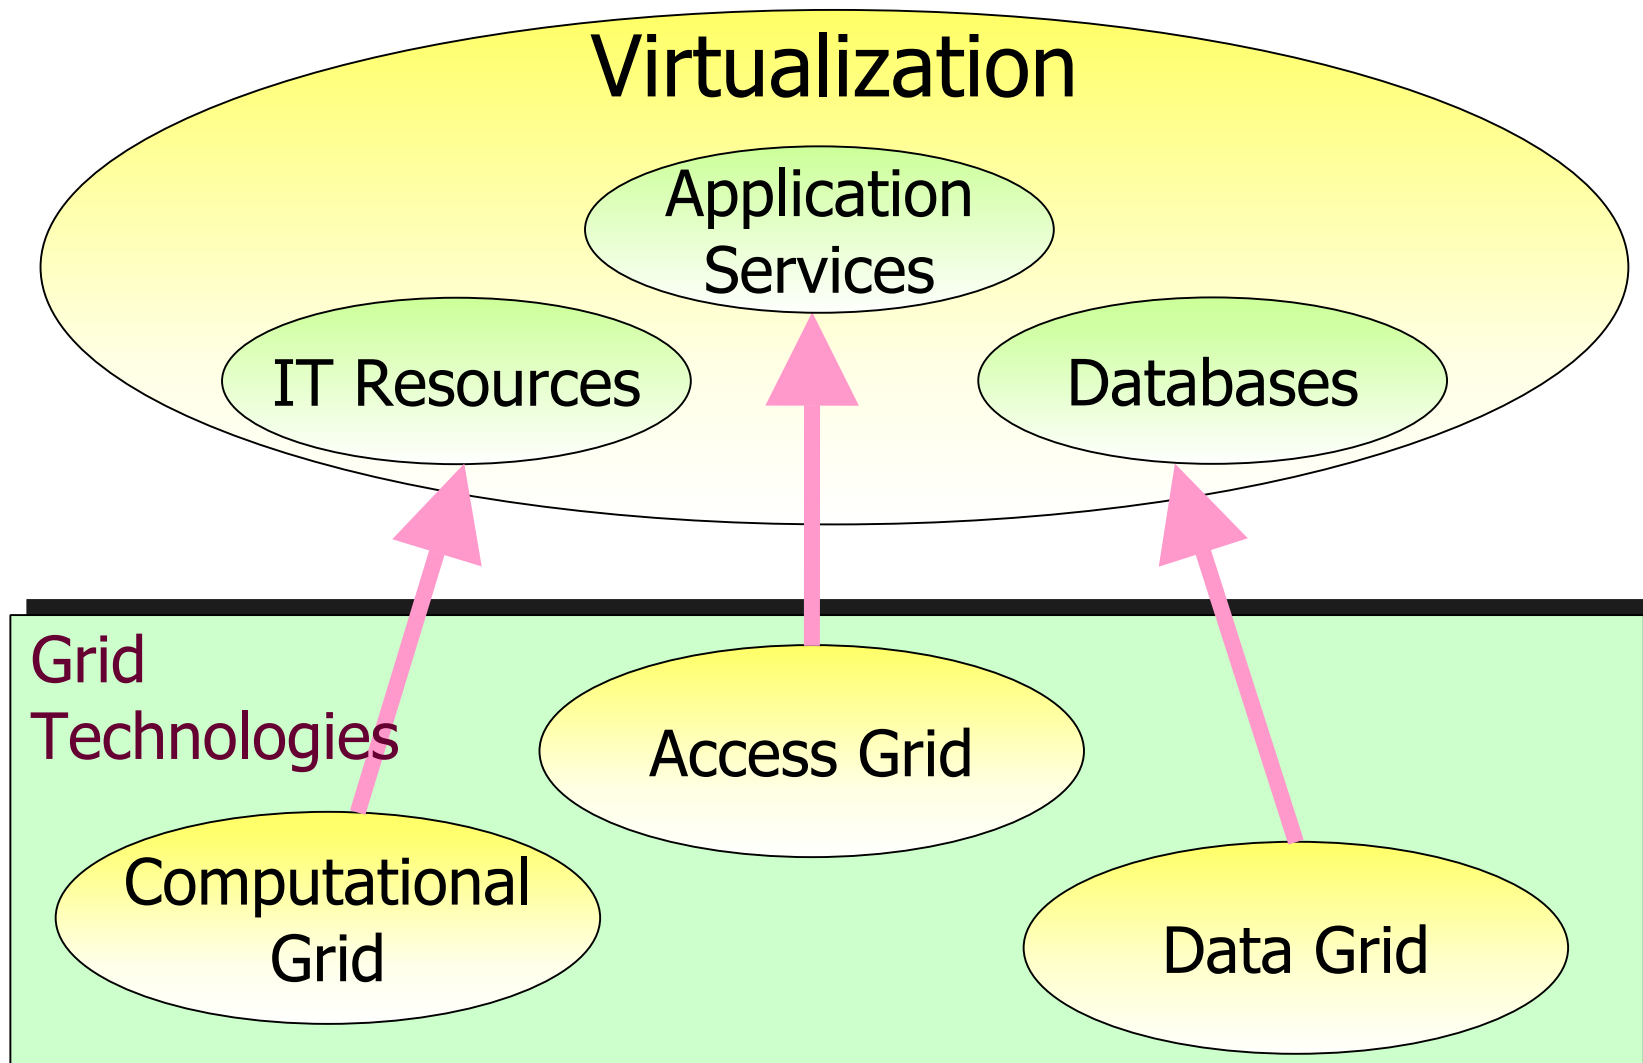 Virtualization
Application
Services
IT Resources
Databases
Grid
Technologies
Access Grid
Computational
Grid
Data Grid